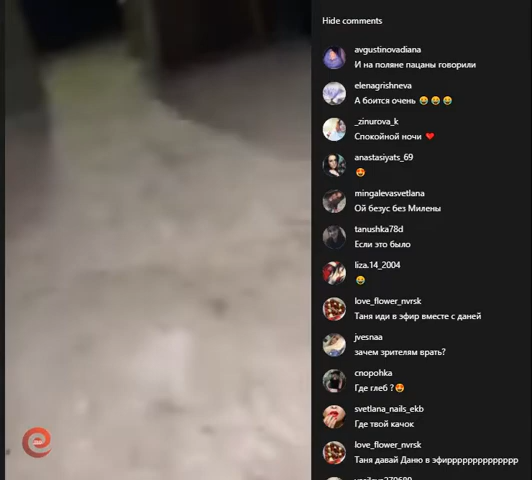 Hide comments
avgustinovadiana
И на поляне пацаны говорили
elenagrishneva
А боится очень 😂😂😂
_zinurova_k
Спокойной ночи ❤️
anastasiyats_69
😍
mingalevasvetlana
Ой безус без Милены
tanushka78d
Если это было
liza.14_2004
😂
love_flower_nvrsk
Таня иди в эфир вместе с даней
jvesnaa
зачем зрителям врать?
cnopohka
Где глеб ?😍
svetlana_nails_ekb
Где твой качок
love_flower_nvrsk
Таня давай Даню в эфиррррррррррррр